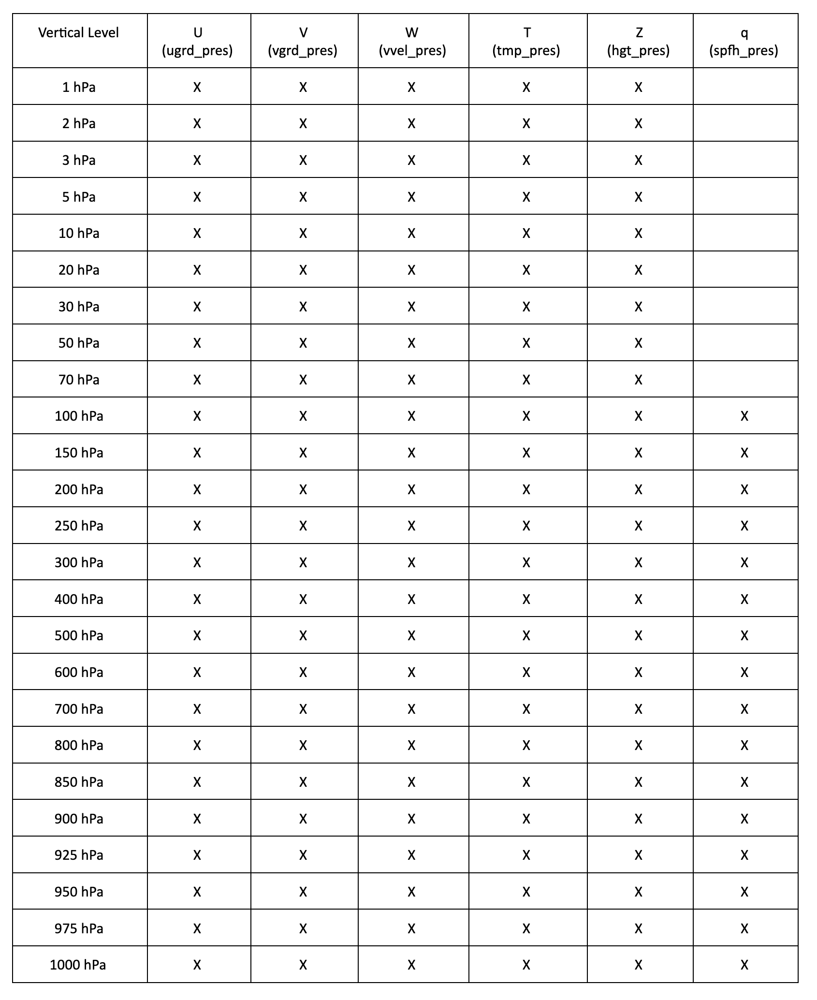 Vertical Level U V W T Z q
(ugrd_pres) (vgrd_pres) (vvel_pres) (tmp_pres) (hgt_pres) (spfh_pres)
1 hPa X X X X X
2 hPa X X X X X
3 hPa X X X X X
5 hPa X X X X X
10 hPa X X X X X
20 hPa X X X X X
30 hPa X X X X X
50 hPa X X X X X
70 hPa X X X X X
100 hPa X X X X X X
150 hPa X X X X X X
200 hPa X X X X X X
250 hPa X X X X X X
300 hPa X X X X X X
400 hPa X X X X X X
500 hPa X X X X X X
600 hPa X X X X X X
700 hPa X X X X X X
800 hPa X X X X X X
850 hPa X X X X X X
900 hPa X X X X X X
925 hPa X X X X X X
950 hPa X X X X X X
975 hPa X X X X X X
1000 hPa X X X X X X